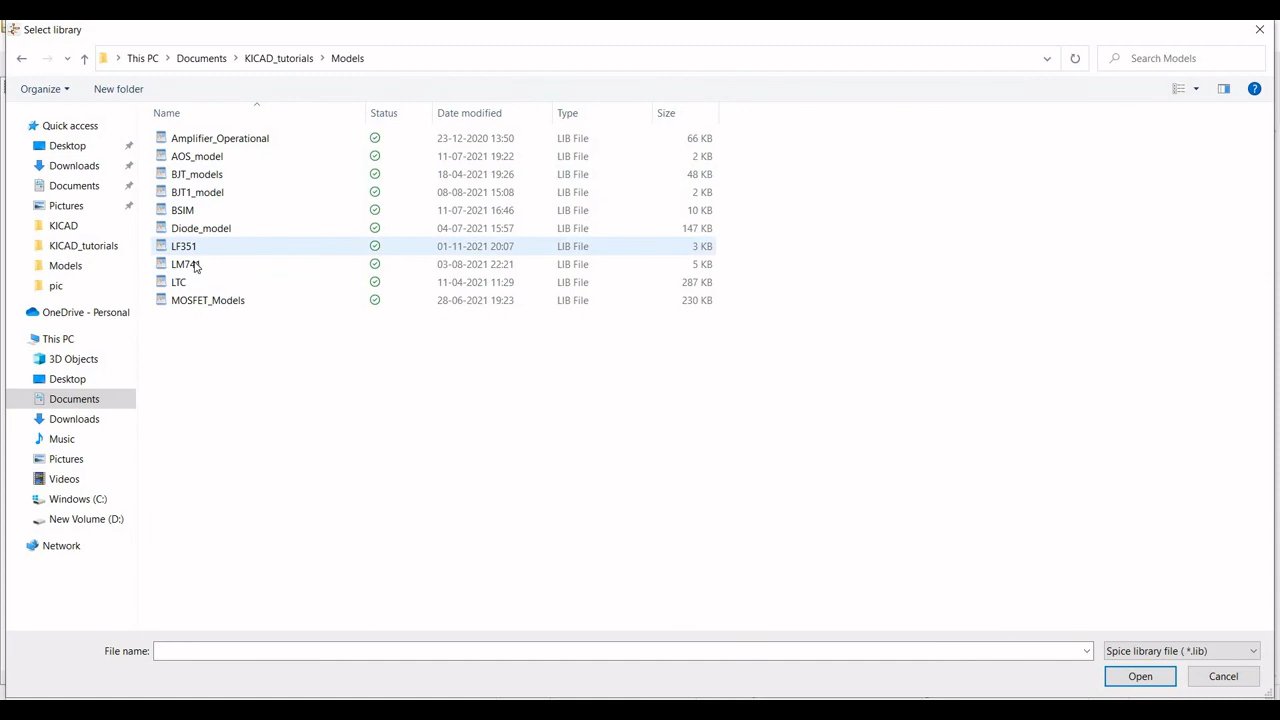 Select library
This PC > Documents > KICAD_tutorials > Models
Search Models
Organize
New folder
Name Status Date modified Type Size
Quick access
Desktop
Downloads
Documents
Pictures
KICAD
KICAD_tutorials
Models
pic
OneDrive - Personal
This PC
3D Objects
Desktop
Documents
Downloads
Music
Pictures
Videos
Windows (C:)
New Volume (D:)
Network
Amplifier_Operational 23-12-2020 13:50 LIB File 66 KB
AOS_model 11-07-2021 19:22 LIB File 2 KB
BJT_models 18-04-2021 19:26 LIB File 48 KB
BJT1_model 08-08-2021 15:08 LIB File 2 KB
BSIM 11-07-2021 16:46 LIB File 10 KB
Diode_model 04-07-2021 15:57 LIB File 147 KB
LF351 01-11-2021 20:07 LIB File 3 KB
LM741 03-08-2021 22:21 LIB File 5 KB
LTC 11-04-2021 11:29 LIB File 287 KB
MOSFET_Models 28-06-2021 19:23 LIB File 230 KB
File name:
Spice library file ( *.lib)
Open
Cancel